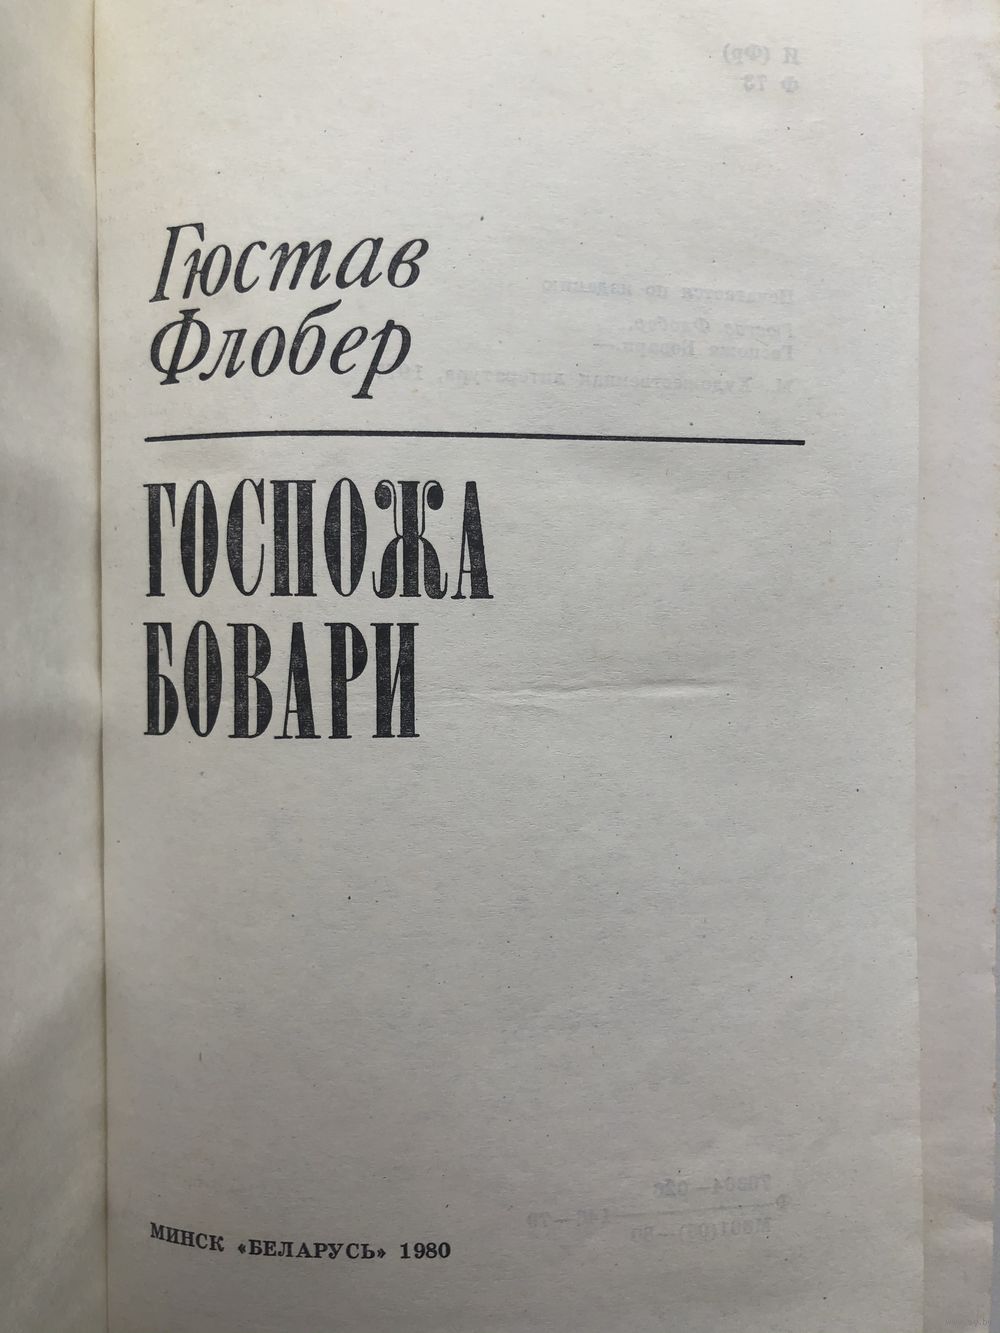 Гюстав
Флобер
ГОСПОЖА
БОВАРИ
МИНСК «БЕЛАРУСЬ» 1980